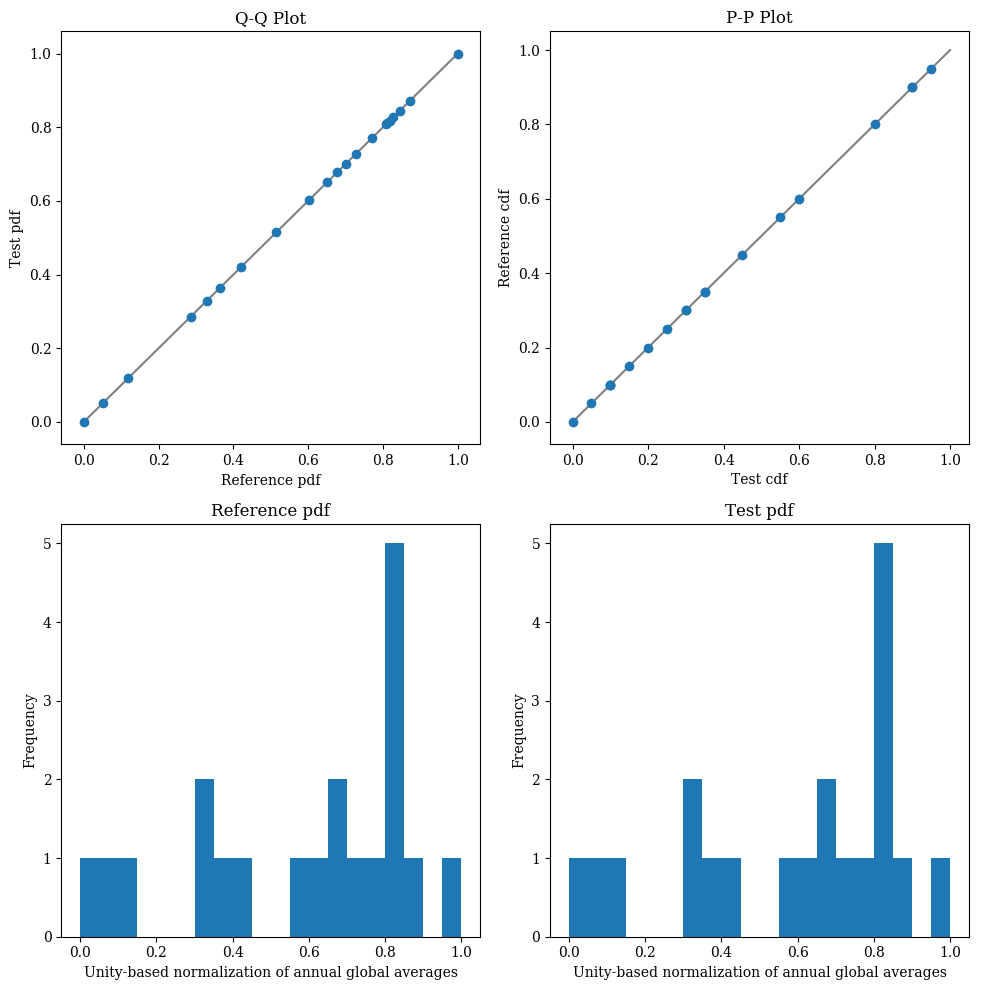 Q-Q Plot
1.0
0.8
0.6
0.4
0.2
0.0
Test pdf
0.0 0.2 0.4 0.6 0.8 1.0
Reference pdf
P-P Plot
1.0
0.8
0.6
0.4
0.2
0.0
Reference cdf
0.0 0.2 0.4 0.6 0.8 1.0
Test cdf
Reference pdf
5
4
3
2
1
0
Frequency
0.0 0.2 0.4 0.6 0.8 1.0
Unity-based normalization of annual global averages
Test pdf
5
4
3
2
1
0
Frequency
0.0 0.2 0.4 0.6 0.8 1.0
Unity-based normalization of annual global averages